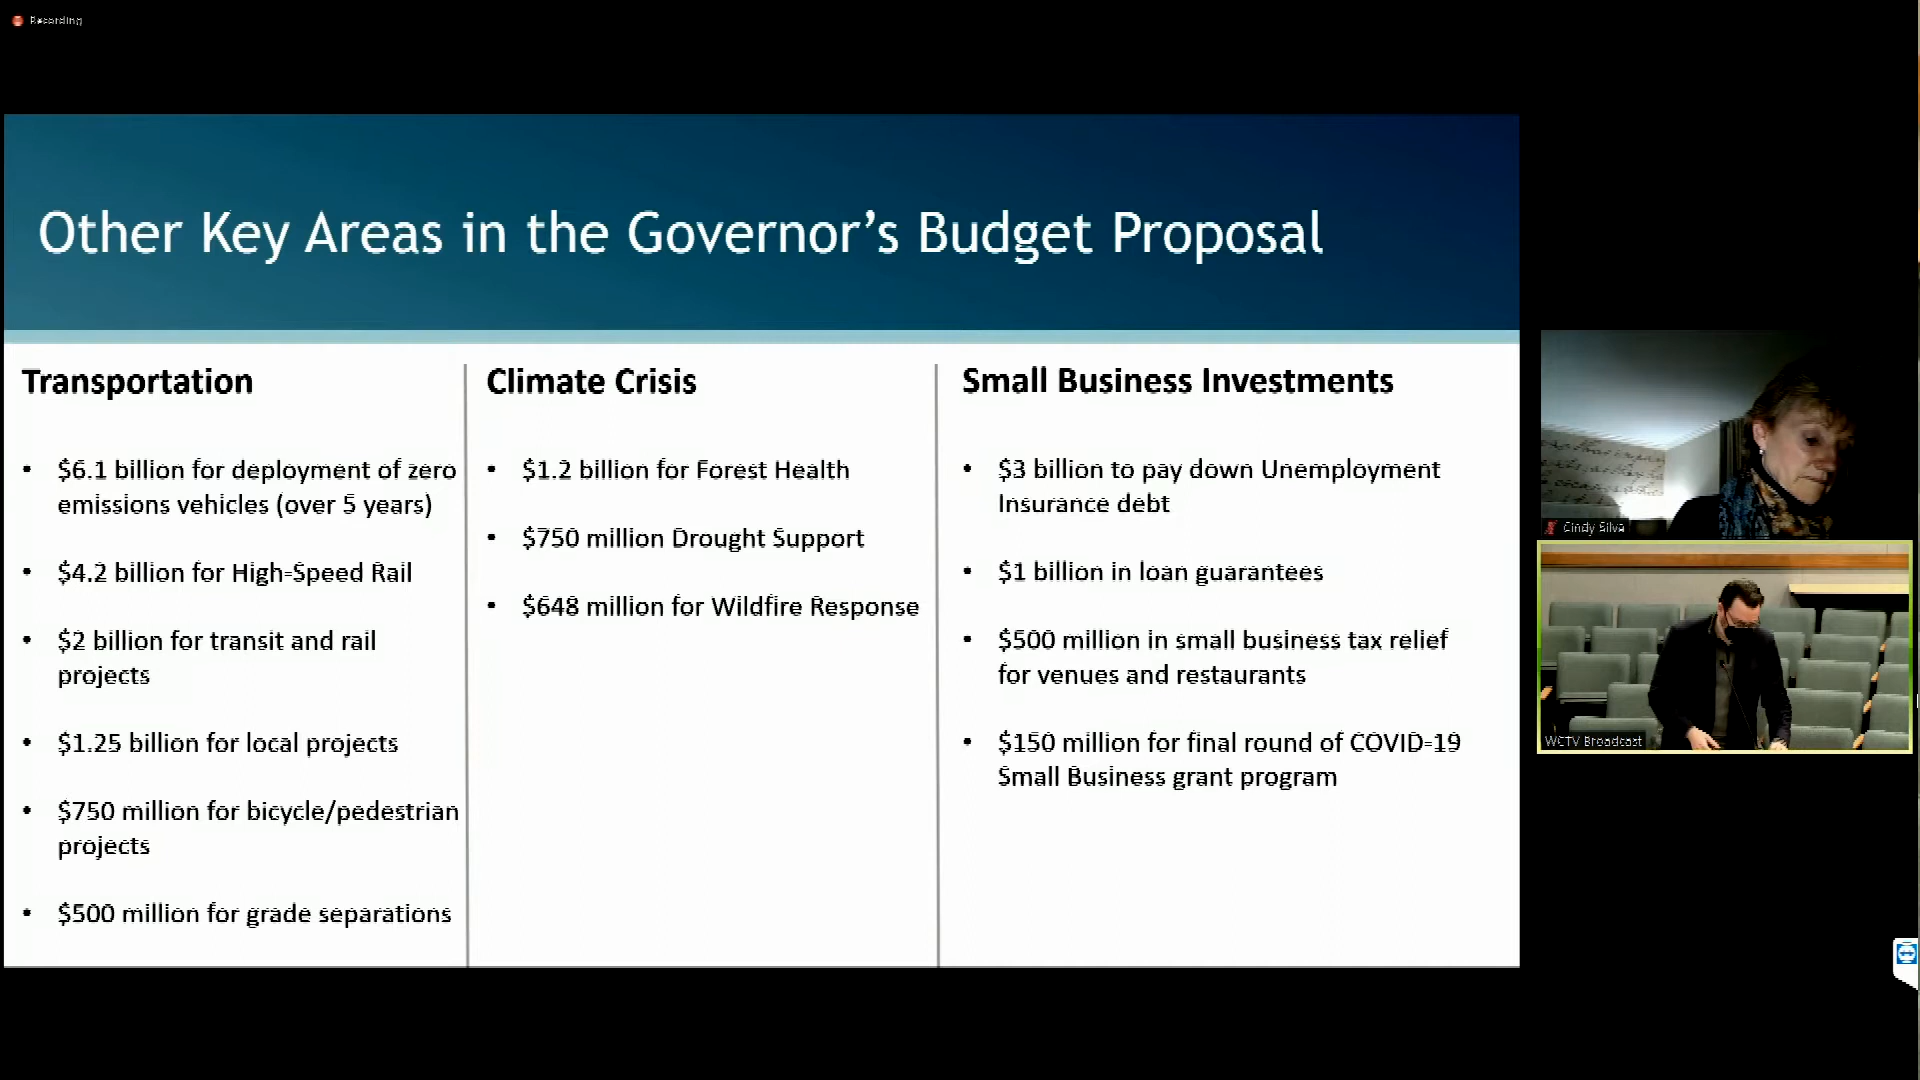 Recording
Other Key Areas in the Governor's Budget Proposal
Transportation
• $6.1 billion for deployment of zero
emissions vehicles (over 5 years)
• $4.2 billion for High-Speed Rail
• $2 billion for transit and rail
projects
• $1.25 billion for local projects
• $750 million for bicycle/pedestrian
projects
• $500 million for grade separations
Climate Crisis
• $1.2 billion for Forest Health
• $750 million Drought Support
• $648 million for Wildfire Response
Small Business Investments
• $3 billion to pay down Unemployment
Insurance debt
• $1 billion in loan guarantees
• $500 million in small business tax relief
for venues and restaurants
• $150 million for final round of COVID-19
Small Business grant program
Cindy Silva
WCTV Broadcast